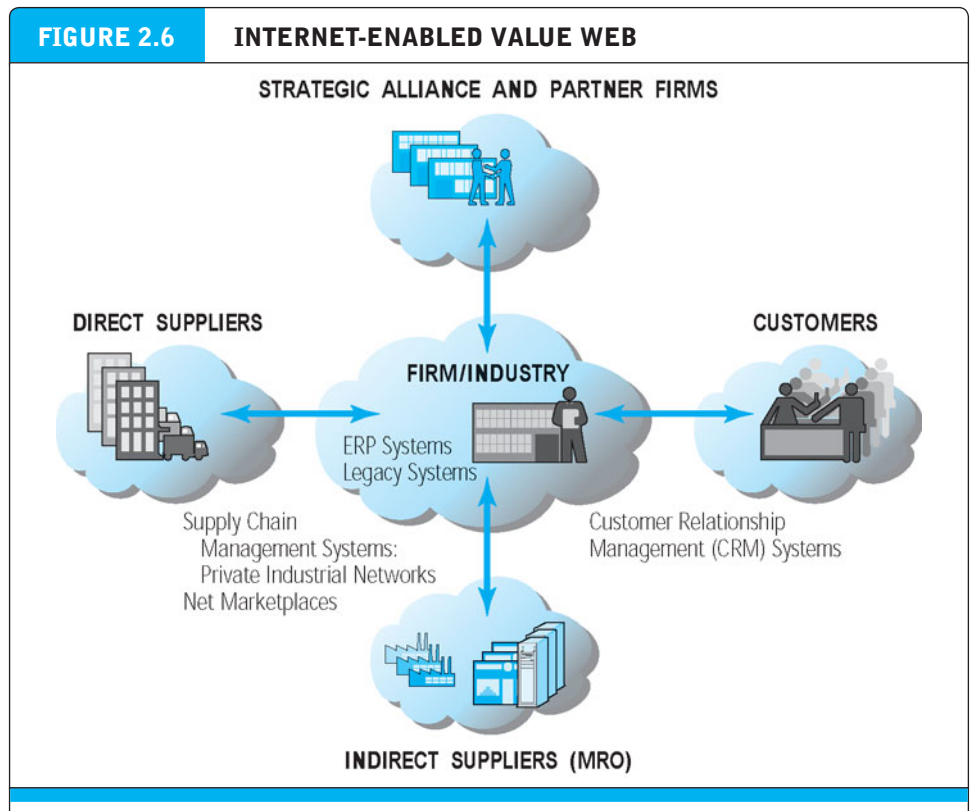 FIGURE 2.6 INTERNET-ENABLED VALUE WEB
STRATEGIC ALLIANCE AND PARTNER FIRMS
DIRECT SUPPLIERS
CUSTOMERS
FIRM/INDUSTRY
ERP Systems
Legacy Systems
Supply Chain
Management Systems:
Private Industrial Networks
Net Marketplaces
Customer Relationship
Management (CRM) Systems
INDIRECT SUPPLIERS (MRO)